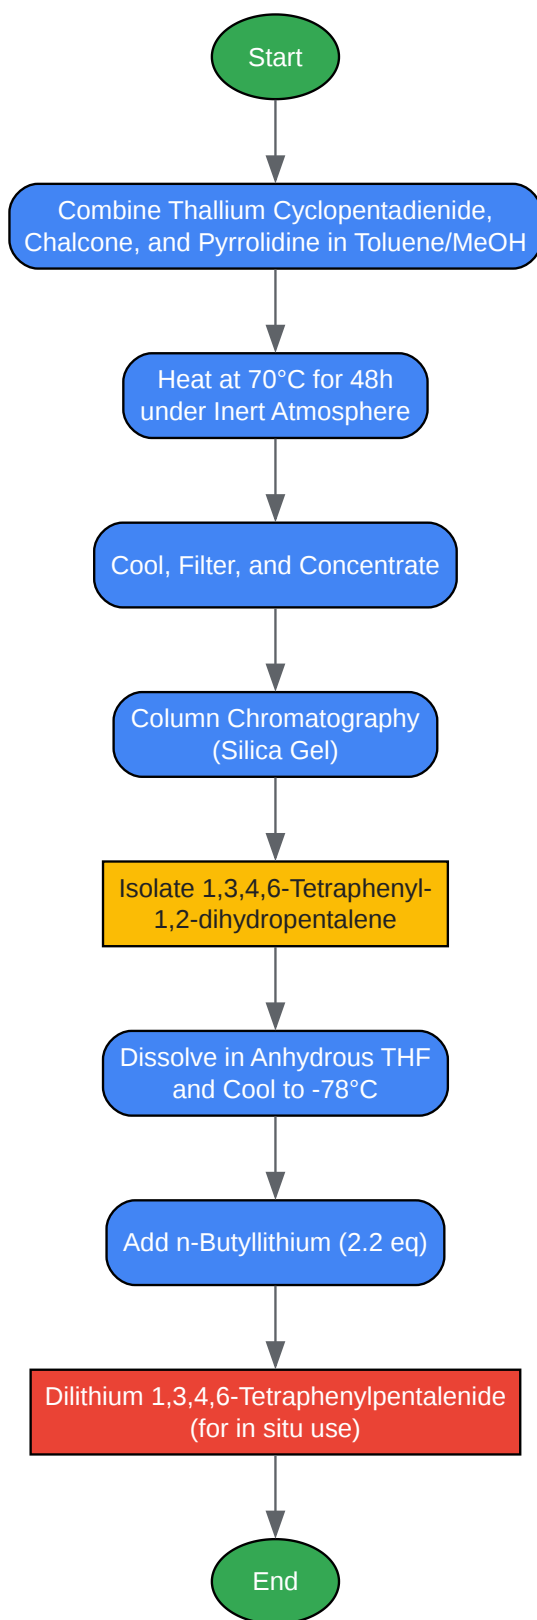 Start
Combine Thallium Cyclopentadienide,
Chalcone, and Pyrrolidine in Toluene/MeOH
Heat at 70°C for 48h
under Inert Atmosphere
Cool, Filter, and Concentrate
Column Chromatography
(Silica Gel)
Isolate 1,3,4,6-Tetraphenyl-
1,2-dihydropentalene
Dissolve in Anhydrous THF
and Cool to -78°C
Add n-Butyllithium (2.2 eq)
Dilithium 1,3,4,6-Tetraphenylpentalenide
(for in situ use)
End